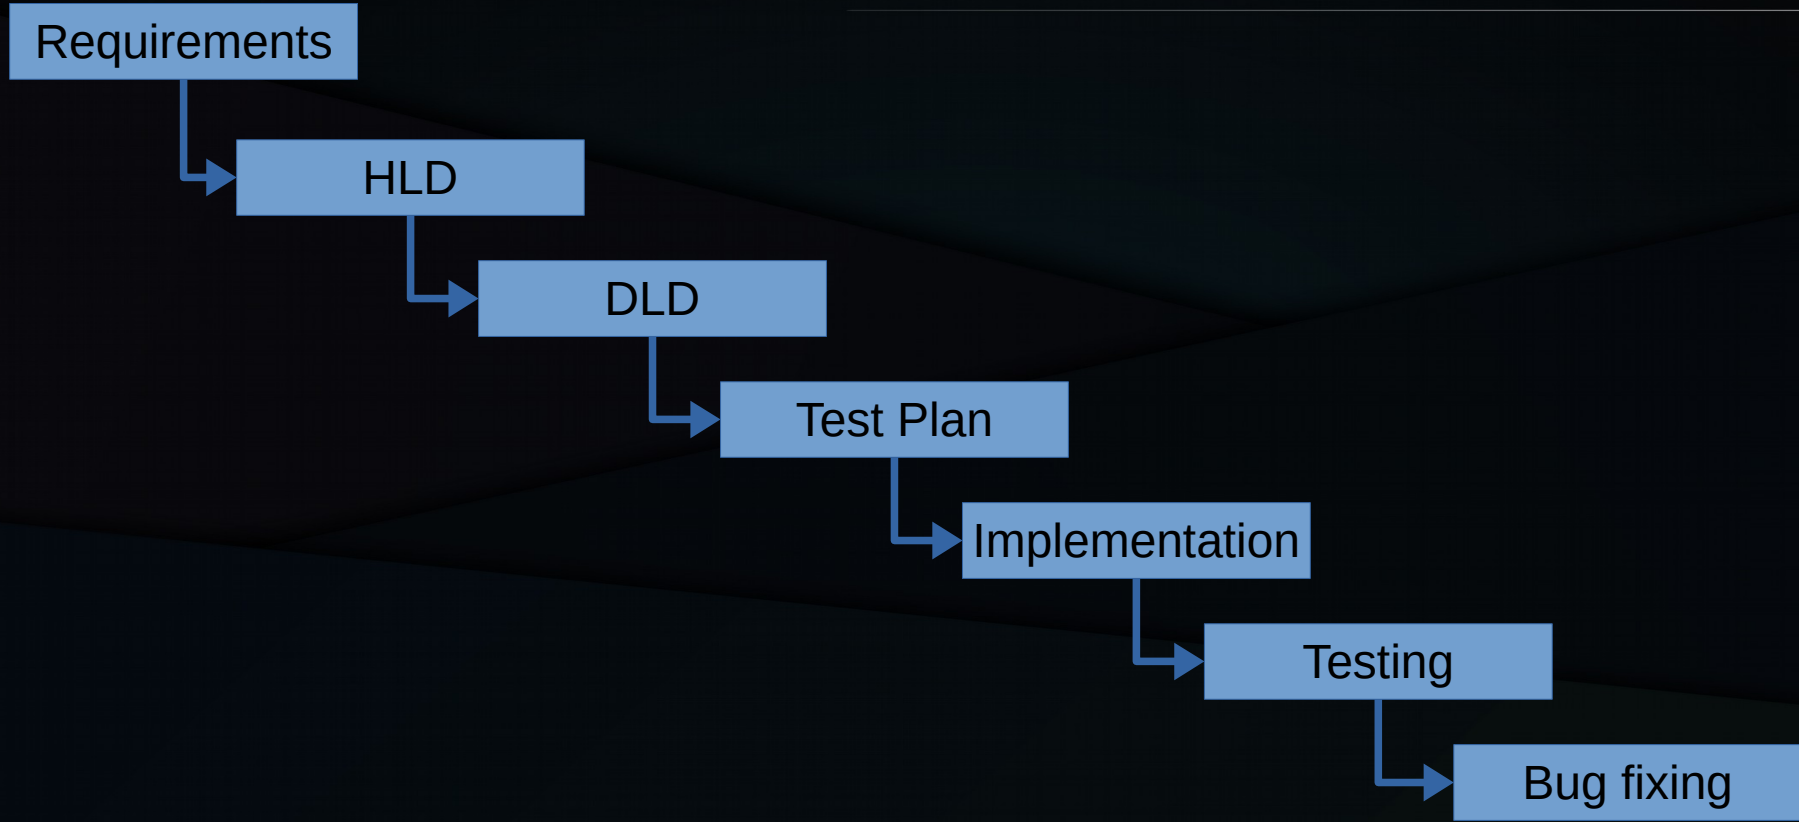 Requirements
HLD
DLD
Test Plan
Implementation
Testing
Bug fixing